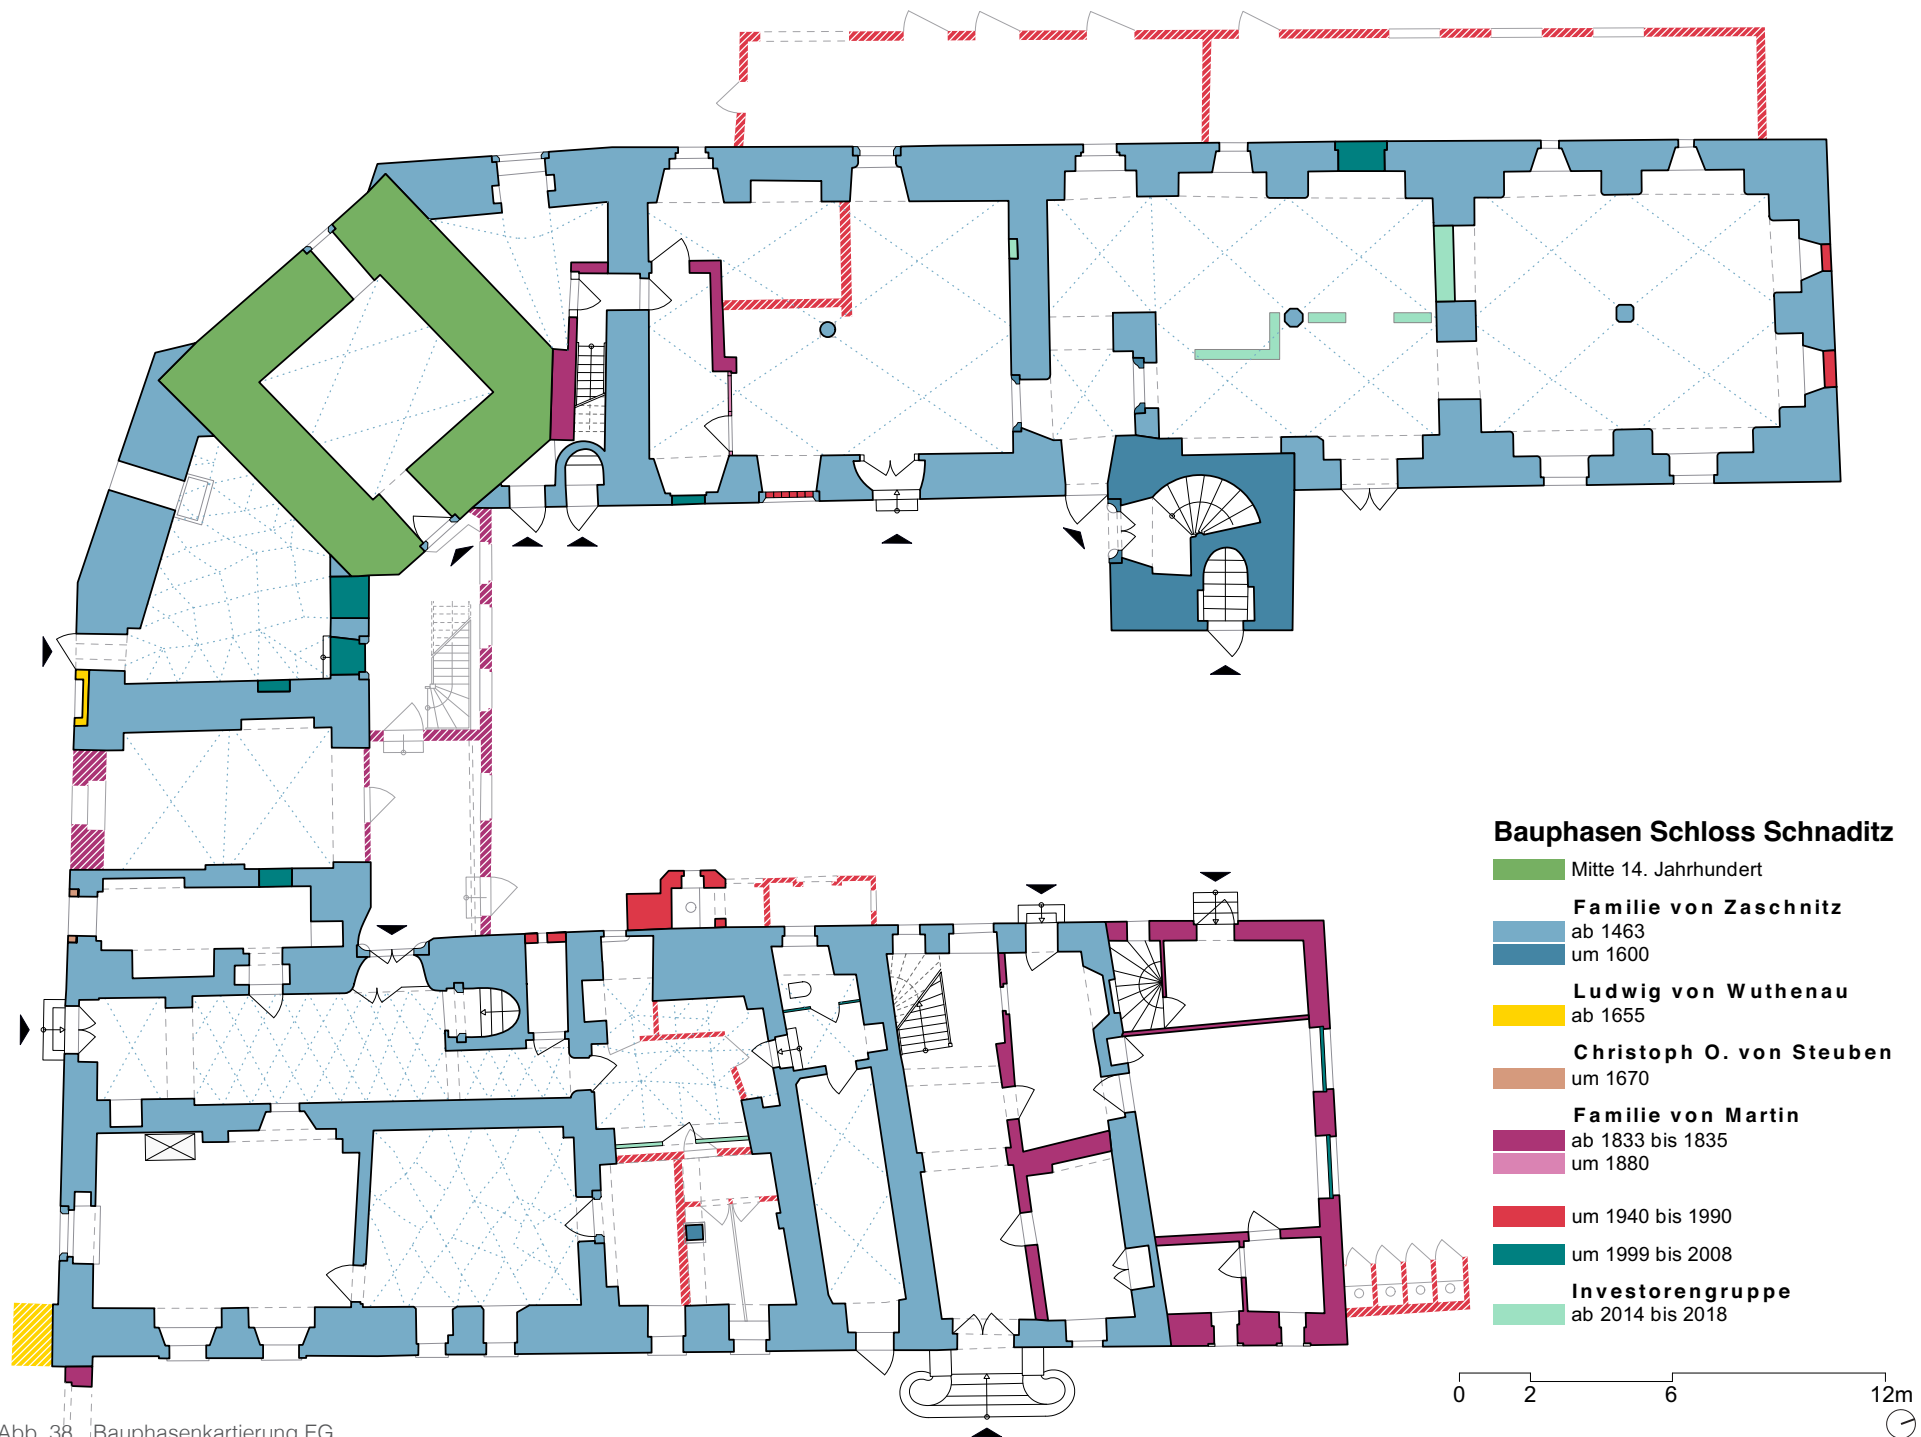 Bauphasen Schloss Schnaditz
Mitte 14. Jahrhundert
Familie von Zaschnitz
ab 1463
um 1600
Ludwig von Wuthenau
ab 1655
Christoph O. von Steuben
um 1670
Familie von Martin
ab 1833 bis 1835
um 1880
um 1940 bis 1990
um 1999 bis 2008
Investorengruppe
ab 2014 bis 2018
0 2 6 12m
Abb. 38 Bauphasenkartierung EG